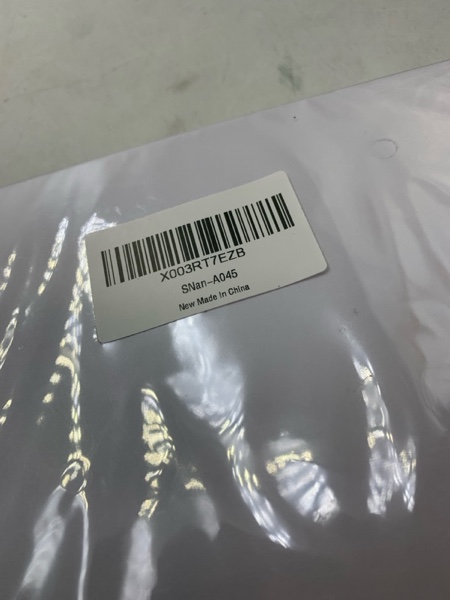 X003RT7EZB
SNan-A045
New Made in China